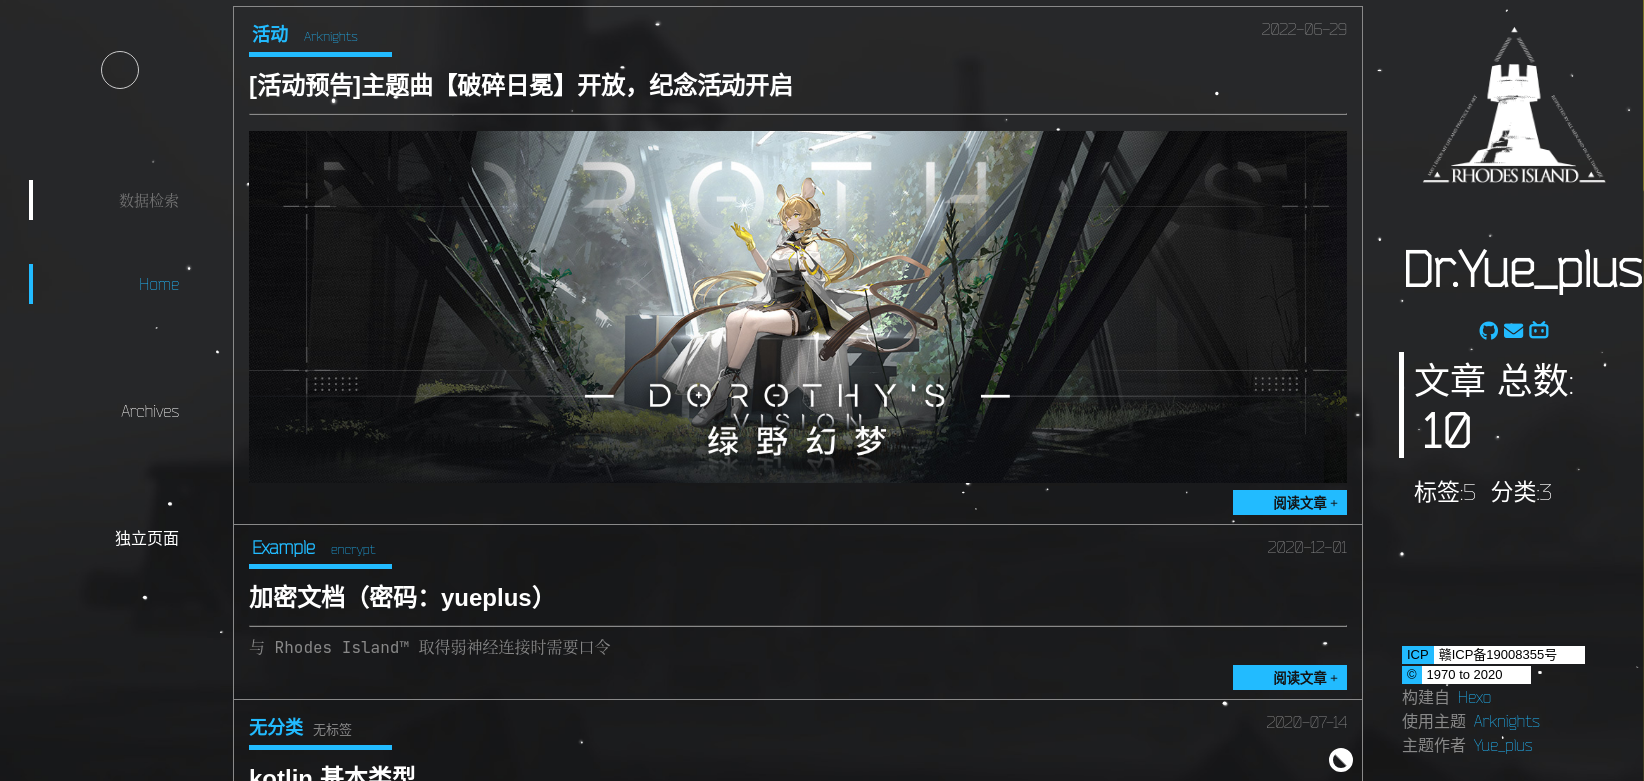 数据检索
Home
Archives
独立页面
活动 Arknights
2022-06-29
[活动预告]主题曲【破碎日冕】开放，纪念活动开启
DOROTHY'S
DOROTHY'S
VISION
绿野幻梦
阅读文章 +
Example encrypt
2020-12-01
加密文档（密码：yueplus）
与 Rhodes Island™ 取得弱神经连接时需要口令
阅读文章 +
无分类 无标签
2020-07-14
kotlin 基本类型
RHODES ISLAND
Dr.Yue_plus
文章 总数:
10
标签:5 分类:3
ICP 赣ICP备19008355号
© 1970 to 2020
构建自 Hexo
使用主题 Arknights
主题作者 Yue_plus